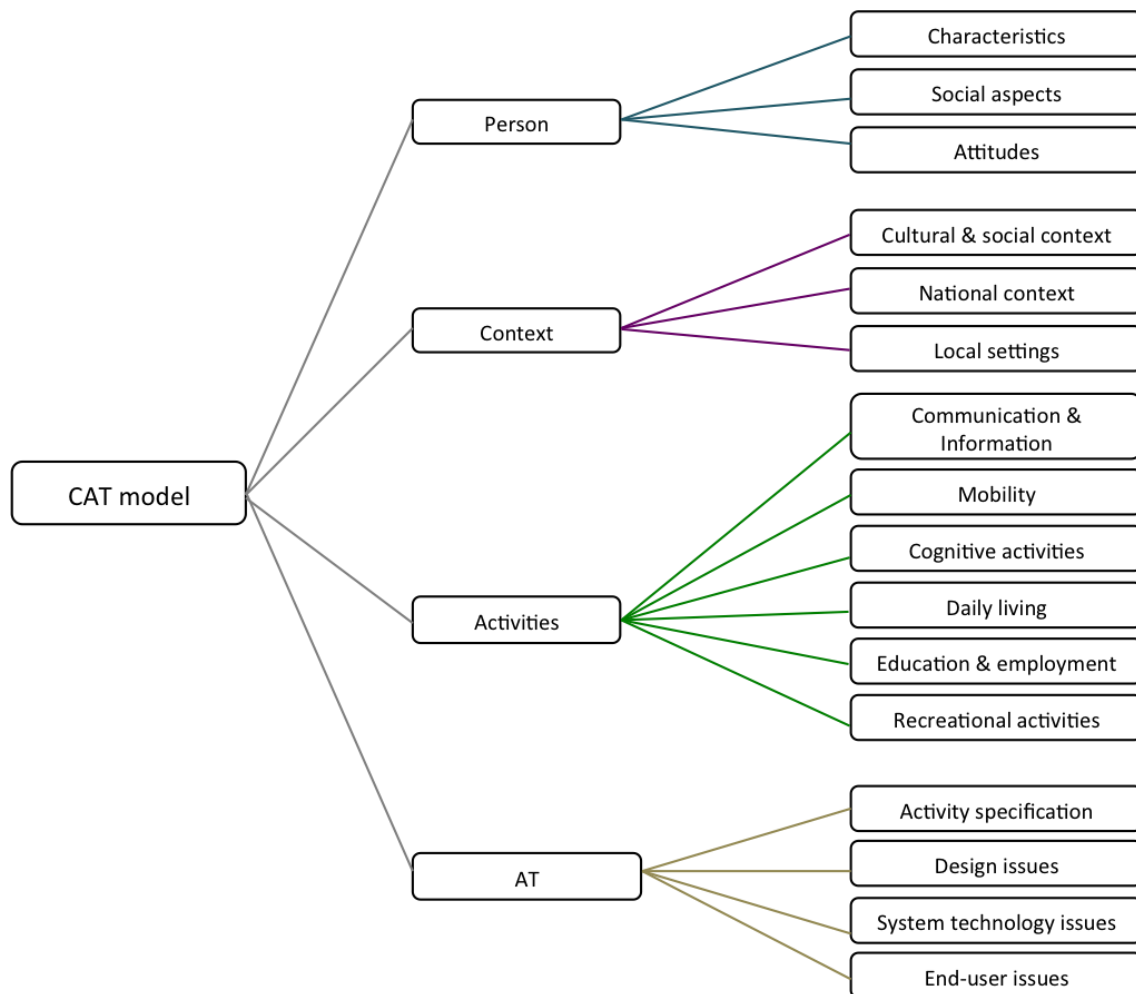 CAT model
Person
Characteristics
Social aspects
Attitudes
Context
Cultural & social context
National context
Local settings
Activities
Communication &
Information
Mobility
Cognitive activities
Daily living
Education & employment
Recreational activities
AT
Activity specification
Design issues
System technology issues
End-user issues